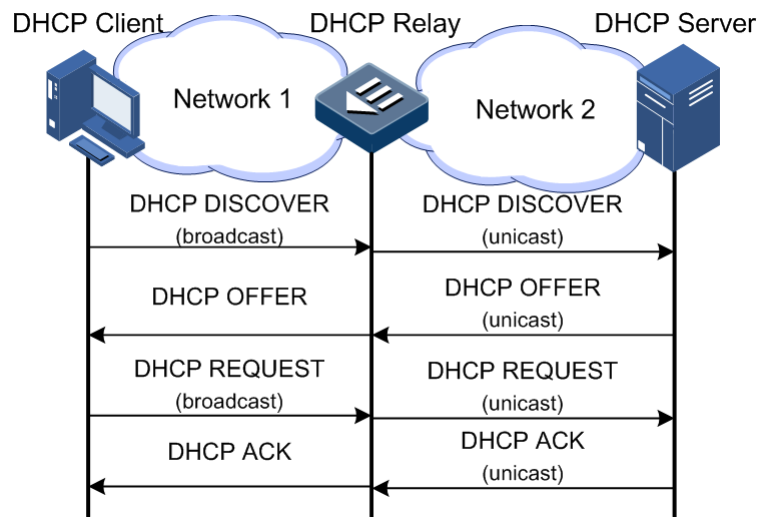 DHCP Client
DHCP Relay
DHCP Server
Network 1
Network 2
DHCP DISCOVER
(broadcast)
DHCP DISCOVER
(unicast)
DHCP OFFER
DHCP OFFER
(unicast)
DHCP REQUEST
(broadcast)
DHCP REQUEST
(unicast)
DHCP ACK
DHCP ACK
(unicast)